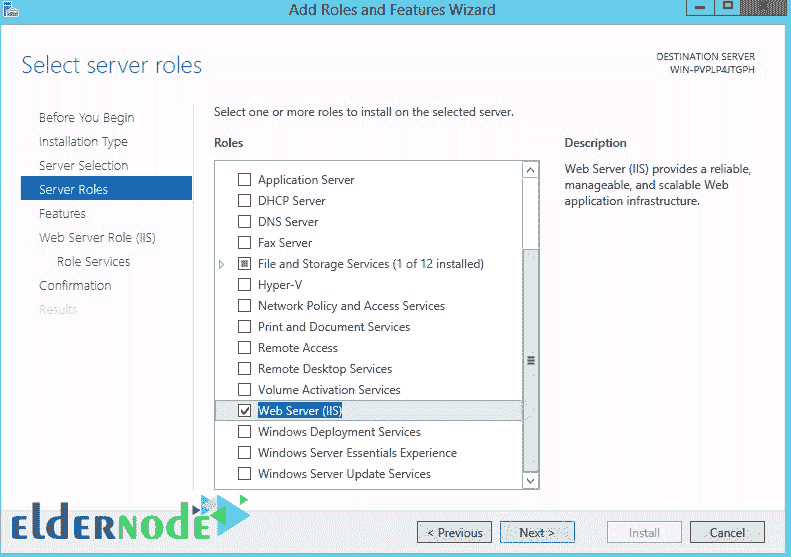 Add Roles and Features Wizard
Select server roles
DESTINATION SERVER
WIN-PVPLP4JTGPH
Before You Begin
Installation Type
Server Selection
Server Roles
Features
Web Server Role (IIS)
Role Services
Confirmation
Results
Select one or more roles to install on the selected server.
Roles
Application Server
DHCP Server
DNS Server
Fax Server
File and Storage Services (1 of 12 installed)
Hyper-V
Network Policy and Access Services
Print and Document Services
Remote Access
Remote Desktop Services
Volume Activation Services
Web Server (IIS)
Windows Deployment Services
Windows Server Essentials Experience
Windows Server Update Services
Description
Web Server (IIS) provides a reliable,
manageable, and scalable Web
application infrastructure.
elderNODE
< Previous
Next >
Install
Cancel